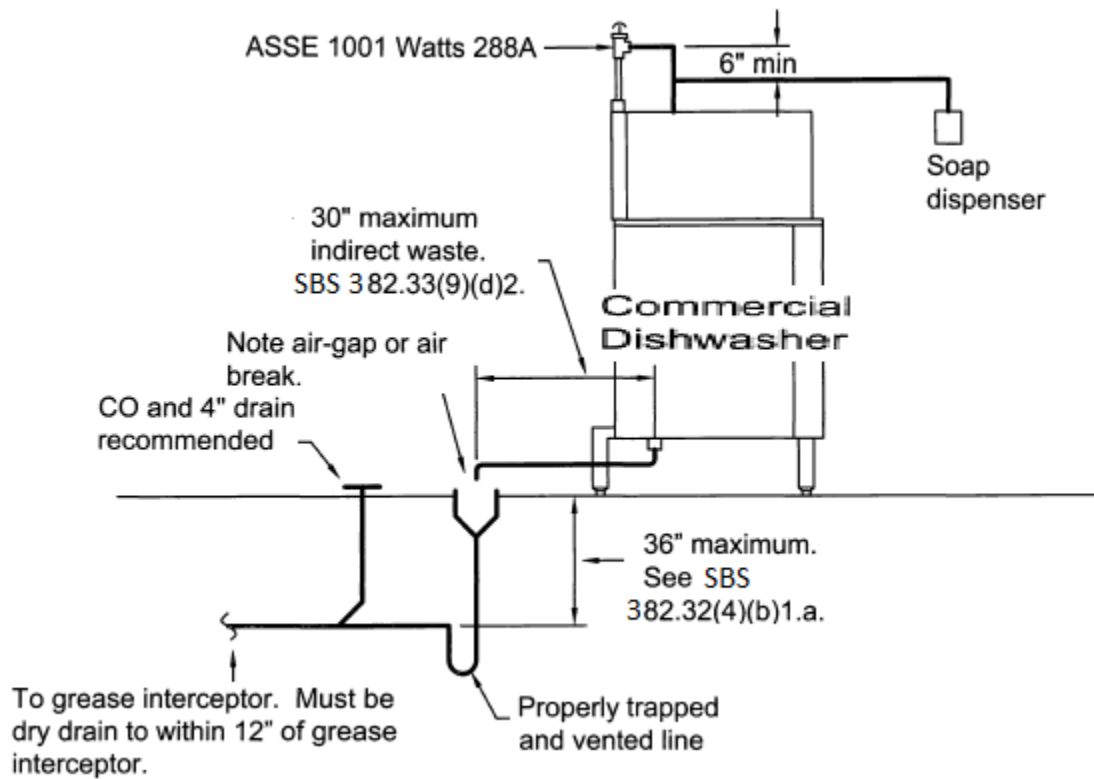 ASSE 1001 Watts 288A
6" min
Soap
dispenser
30" maximum
indirect waste.
SBS 382.33(9)(d)2.
Commercial
Dishwasher
Note air-gap or air
break.
CO and 4" drain
recommended
36" maximum.
See SBS
382.32(4)(b)1.a.
To grease interceptor. Must be
dry drain to within 12" of grease
interceptor.
Properly trapped
and vented line